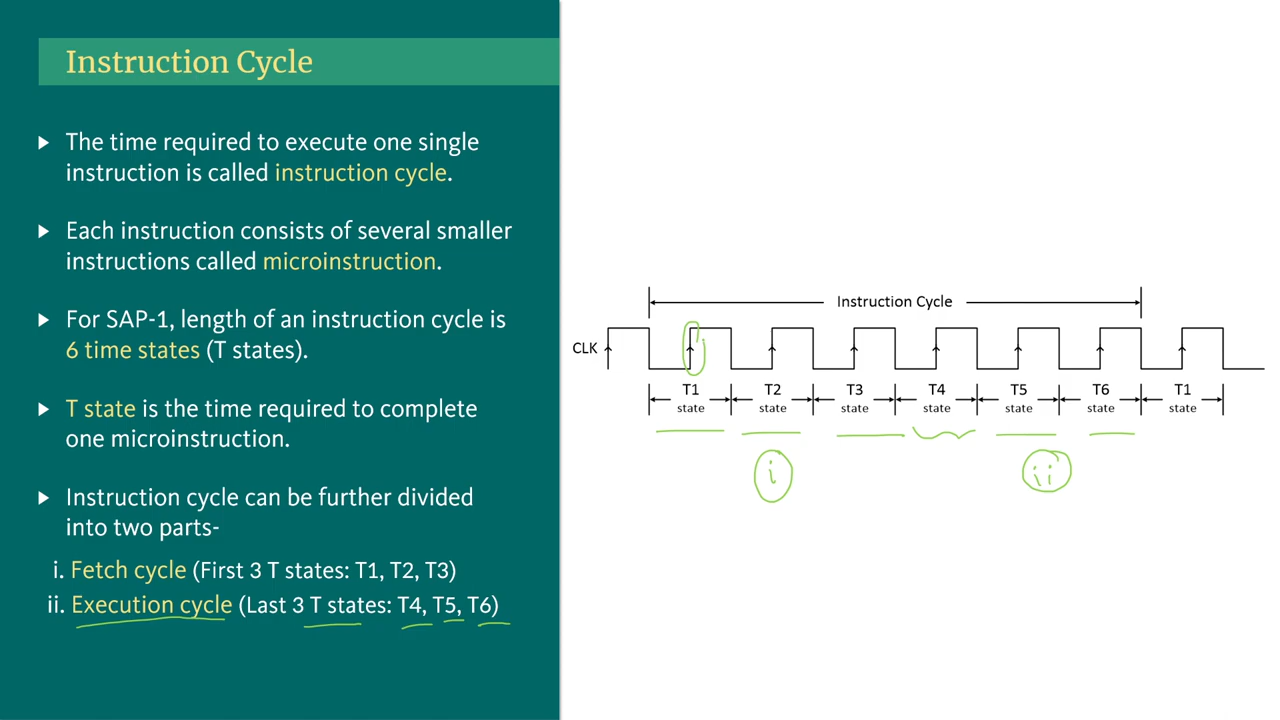 Instruction Cycle
The time required to execute one single
instruction is called instruction cycle.
Each instruction consists of several smaller
instructions called microinstruction.
For SAP-1, length of an instruction cycle is
6 time states (T states).
T state is the time required to complete
one microinstruction.
Instruction cycle can be further divided
into two parts-
i. Fetch cycle (First 3 T states: T1, T2, T3)
ii. Execution cycle (Last 3 T states: T4, T5, T6)
Instruction Cycle
CLK
T1 T2 T3 T4 T5 T6 T1
state state state state state state state
i ii